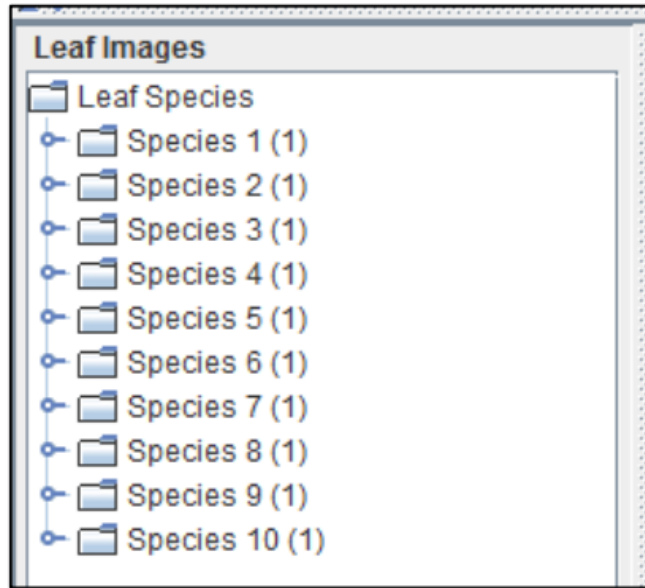 Leaf Images
Leaf Species
Species 1 (1)
Species 2 (1)
Species 3 (1)
Species 4 (1)
Species 5 (1)
Species 6 (1)
Species 7 (1)
Species 8 (1)
Species 9 (1)
Species 10 (1)